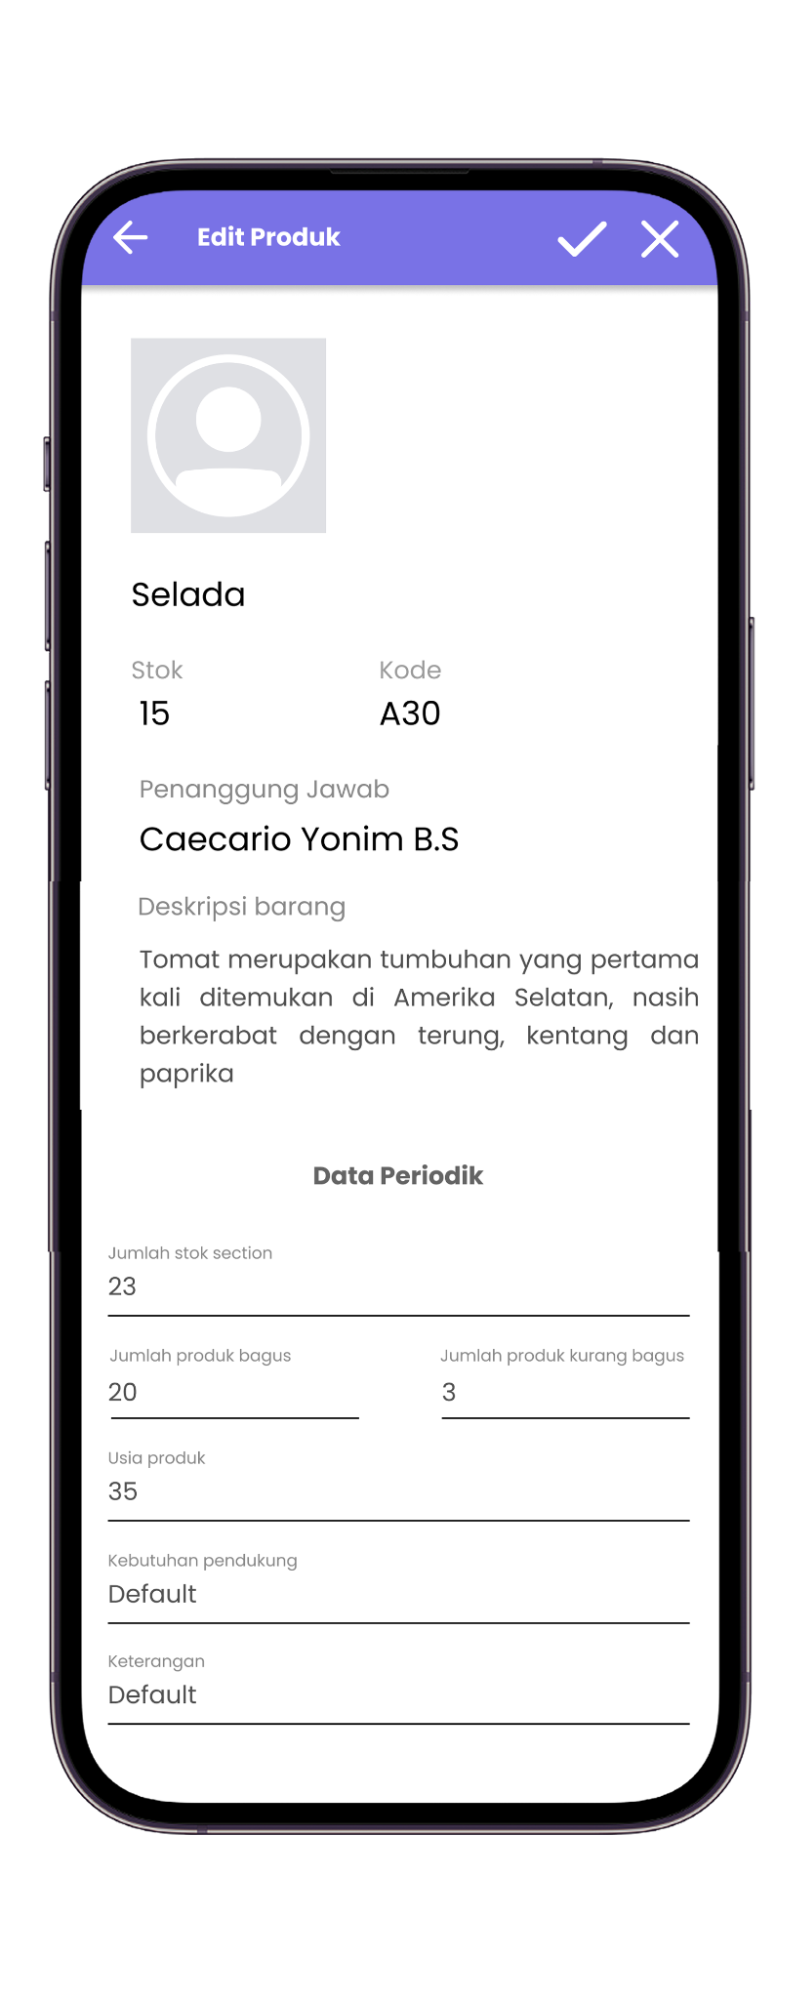 Edit Produk
Selada
Stok Kode
15 A30
Penanggung Jawab
Caecario Yonim B.S
Deskripsi barang
Tomat merupakan tumbuhan yang pertama
kali ditemukan di Amerika Selatan, nasih
berkerabat dengan terung, kentang dan
paprika
Data Periodik
Jumlah stok section
23
Jumlah produk bagus Jumlah produk kurang bagus
20 3
Usia produk
35
Kebutuhan pendukung
Default
Keterangan
Default